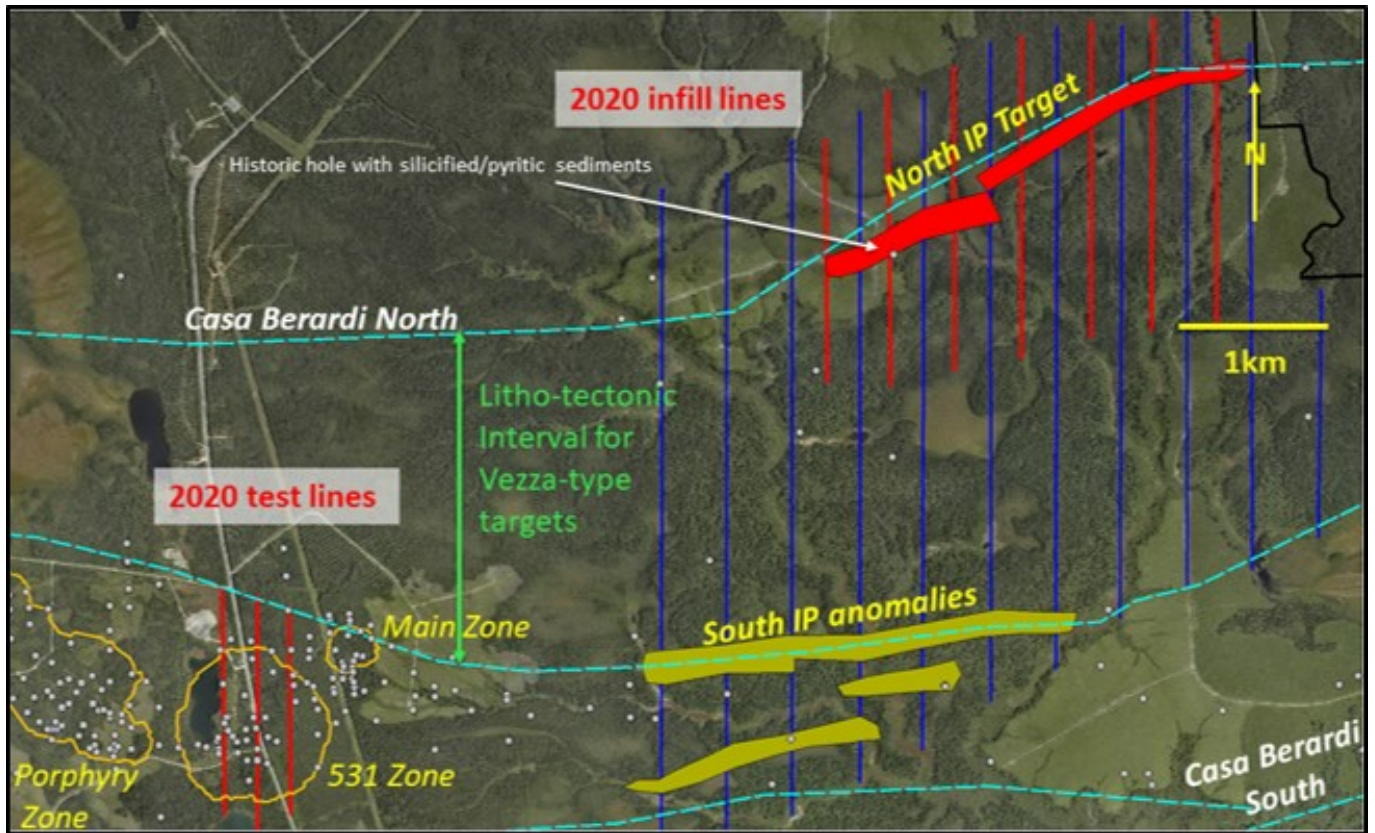 2020 infill lines
North IP Target
N
Historic hole with silicified/pyritic sediments
Casa Berardi North
1km
Litho-tectonic
Interval for
Vezza-type
targets
2020 test lines
South IP anomalies
Main Zone
Casa Berardi
South
531 Zone
Porphyry
Zone